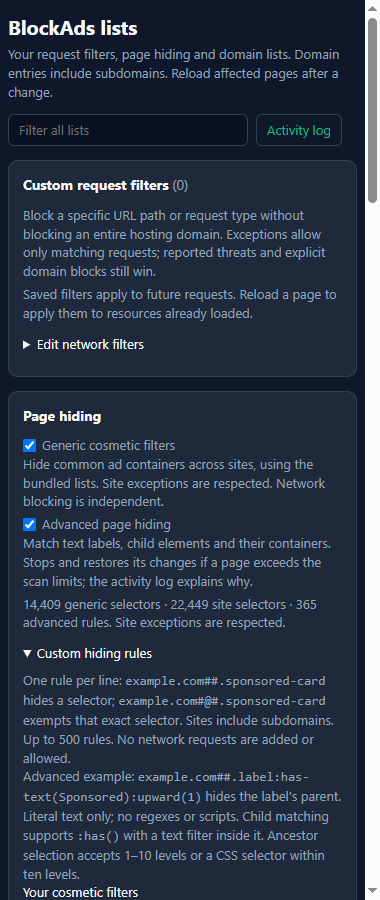 BlockAds lists
Your request filters, page hiding and domain lists. Domain
entries include subdomains. Reload affected pages after a
change.
Filter all lists
Activity log
Custom request filters (0)
Block a specific URL path or request type without
blocking an entire hosting domain. Exceptions allow
only matching requests; reported threats and explicit
domain blocks still win.
Saved filters apply to future requests. Reload a page to
apply them to resources already loaded.
▶ Edit network filters
Page hiding
Generic cosmetic filters
Hide common ad containers across sites, using the
bundled lists. Site exceptions are respected. Network
blocking is independent.
Advanced page hiding
Match text labels, child elements and their containers.
Stops and restores its changes if a page exceeds the
scan limits; the activity log explains why.
14,409 generic selectors · 22,449 site selectors · 365
advanced rules. Site exceptions are respected.
▼ Custom hiding rules
One rule per line: example.com##.sponsored-card
hides a selector; example.com#@#.sponsored-card
exempts that exact selector. Sites include subdomains.
Up to 500 rules. No network requests are added or
allowed.
Advanced example: example.com##.label:has-
text(Sponsored):upward(1) hides the label's parent.
Literal text only; no regexes or scripts. Child matching
supports :has() with a text filter inside it. Ancestor
selection accepts 1–10 levels or a CSS selector within
ten levels.
Your cosmetic filters